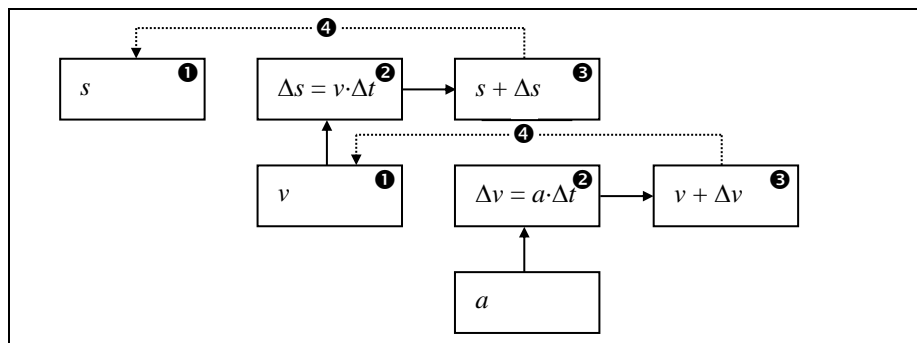 ❹
s ❶
Δs = v·Δt ❷
s + Δs ❸
❹
v ❶
Δv = a·Δt ❷
v + Δv ❸
a